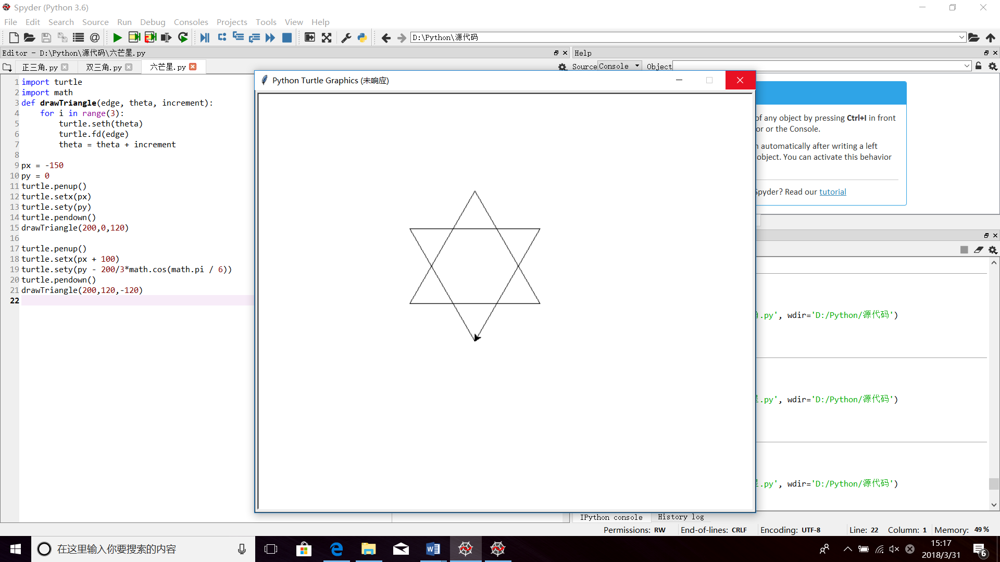 Spyder (Python 3.6)
File Edit Search Source Run Debug Consoles Projects Tools View Help
D:\Python\源代码
Editor - D:\Python\源代码\六芒星.py
Help
正三角.py 双三角.py 六芒星.py
Source Console Object
Python Turtle Graphics (未响应)
1 import turtle
2 import math
3 def drawTriangle(edge, theta, increment):
4 for i in range(3):
5 turtle.seth(theta)
6 turtle.fd(edge)
7 theta = theta + increment
8
9 px = -150
10 py = 0
11 turtle.penup()
12 turtle.setx(px)
13 turtle.sety(py)
14 turtle.pendown()
15 drawTriangle(200,0,120)
16
17 turtle.penup()
18 turtle.setx(px + 100)
19 turtle.sety(py - 200/3*math.cos(math.pi / 6))
20 turtle.pendown()
21 drawTriangle(200,120,-120)
22
of any object by pressing Ctrl+I in front
or or the Console.
automatically after writing a left
object. You can activate this behavior
Spyder? Read our tutorial
.py', wdir='D:/Python/源代码')
.py', wdir='D:/Python/源代码')
.py', wdir='D:/Python/源代码')
IPython console History log
Permissions: RW End-of-lines: CRLF Encoding: UTF-8 Line: 22 Column: 1 Memory: 49 %
在这里输入你要搜索的内容
15:17
2018/3/31
6